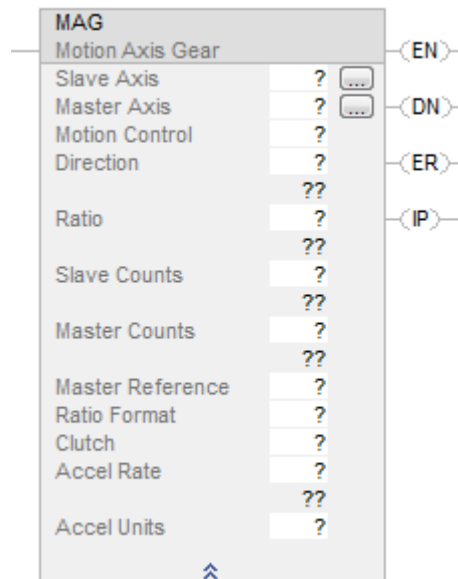 MAG
Motion Axis Gear (EN)
Slave Axis ? ...
Master Axis ? ... (DN)
Motion Control ?
Direction ? (ER)
??
Ratio ? (IP)
??
Slave Counts ?
??
Master Counts ?
??
Master Reference ?
Ratio Format ?
Clutch ?
Accel Rate ?
??
Accel Units ?